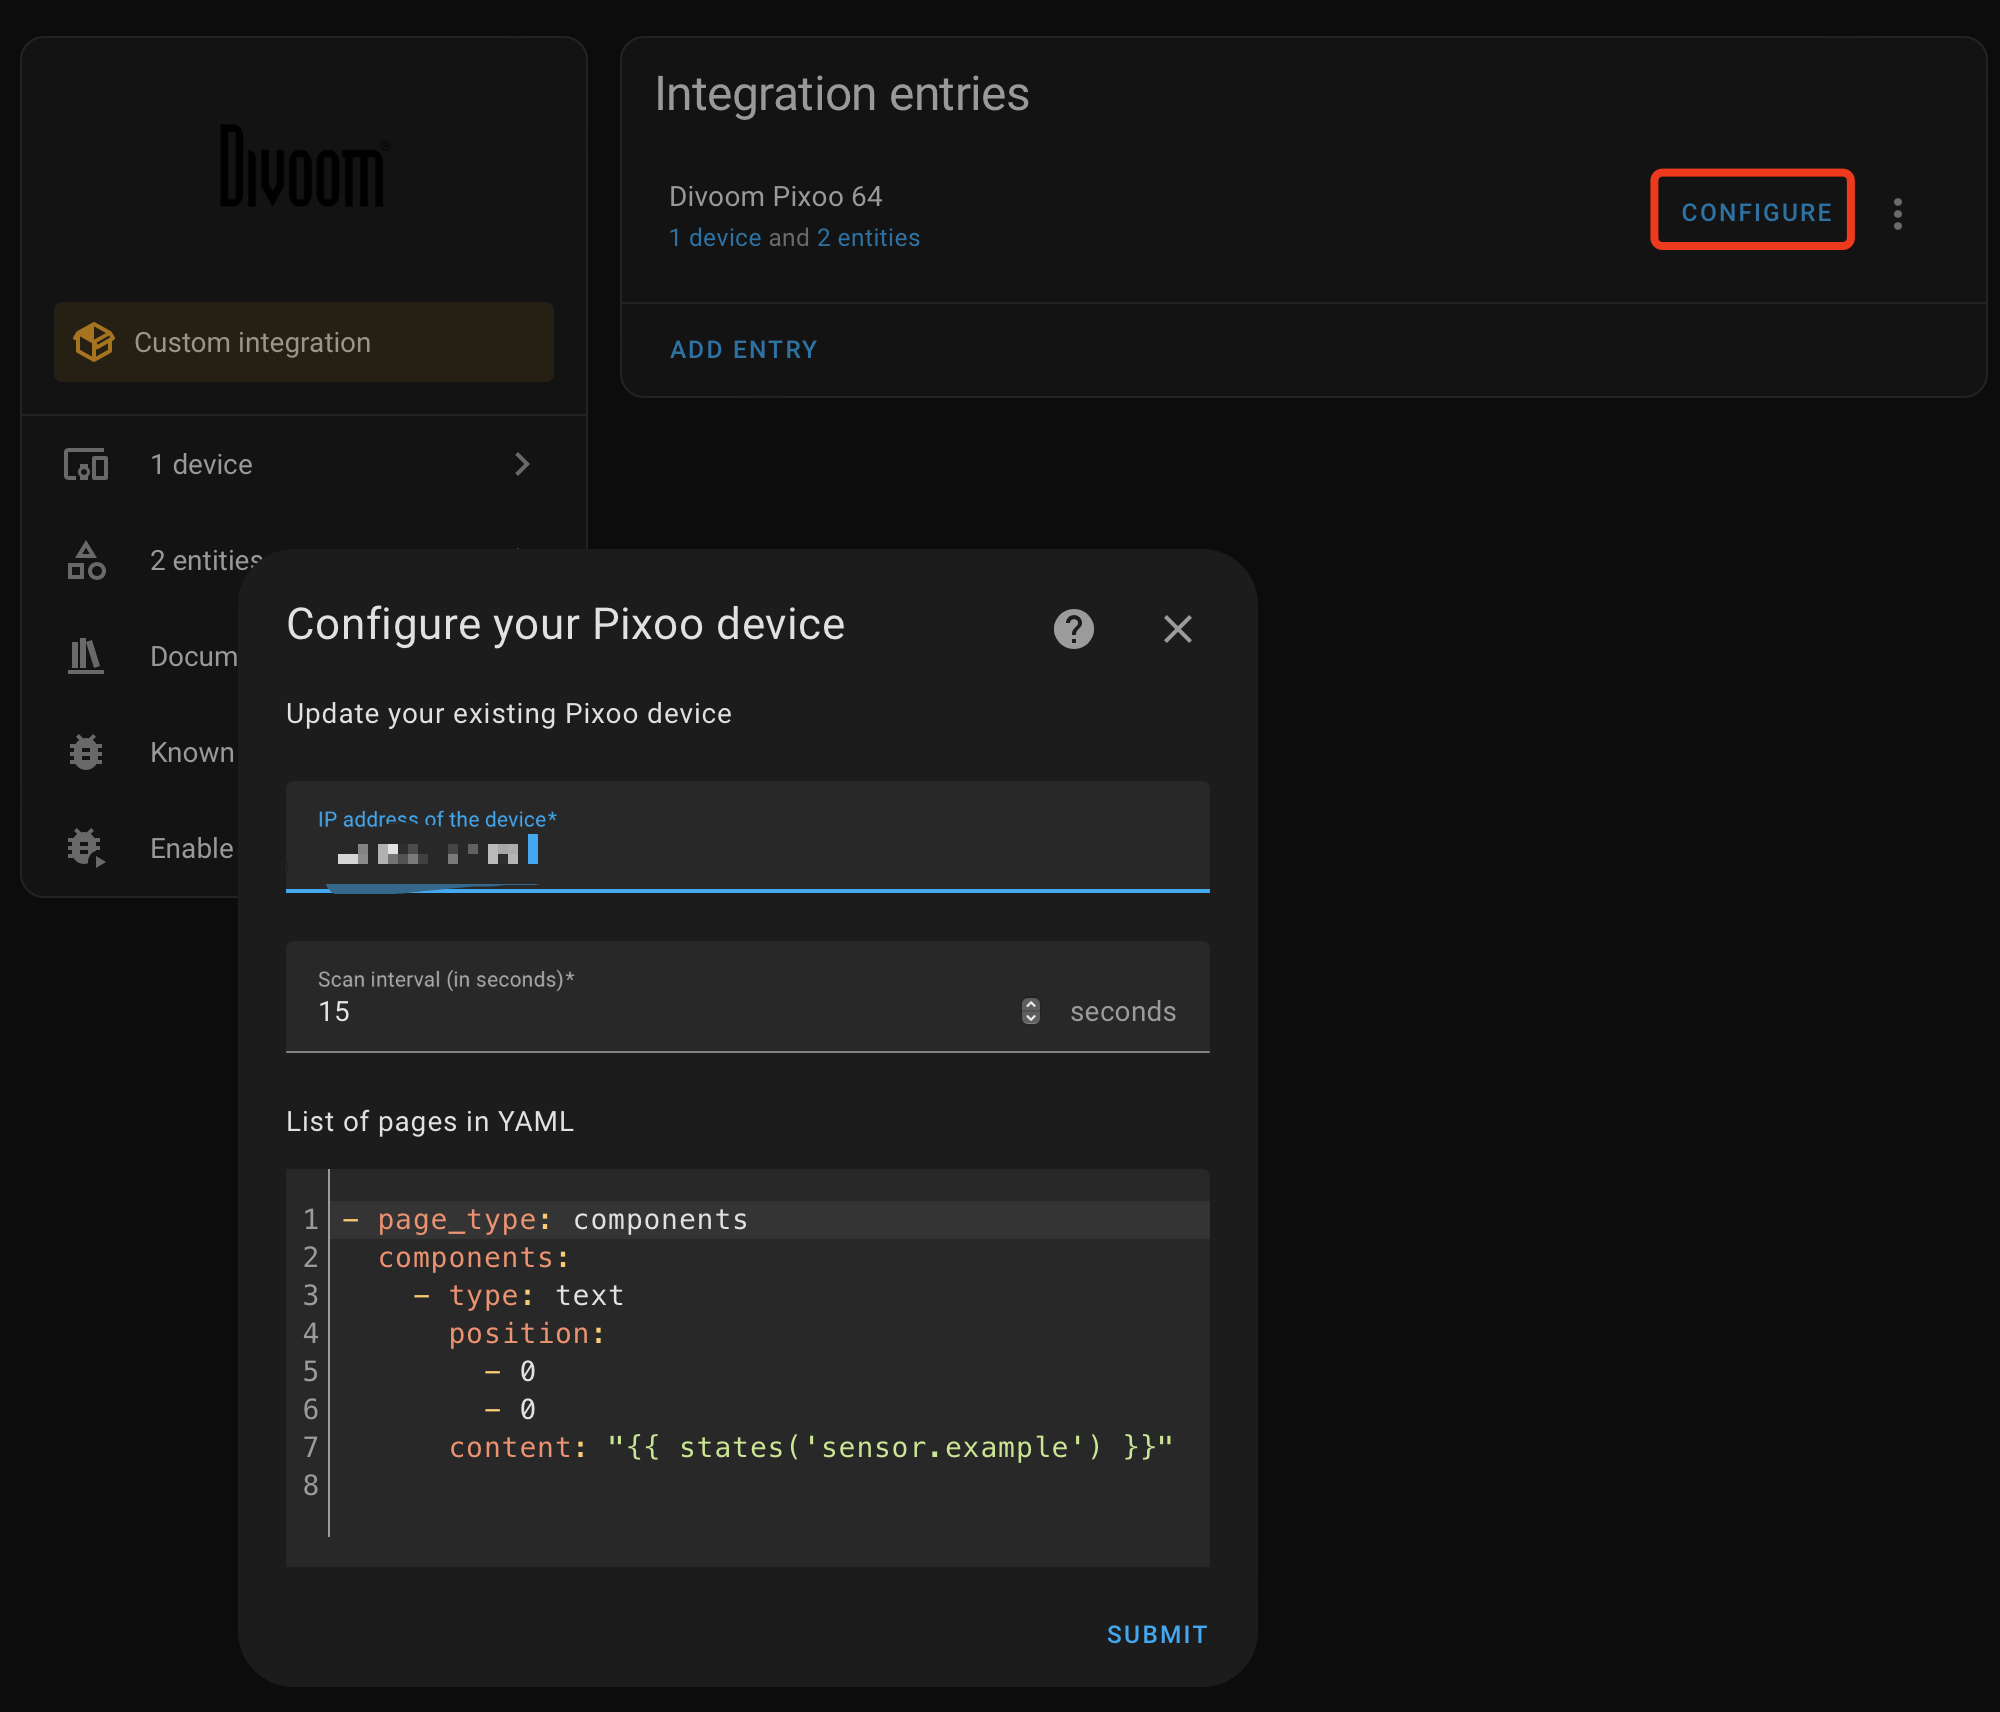 Divoom®
Custom integration
1 device
2 entities
Docum
Known
Enable
Integration entries
Divoom Pixoo 64
1 device and 2 entities
CONFIGURE
ADD ENTRY
Configure your Pixoo device
Update your existing Pixoo device
IP address of the device*
Scan interval (in seconds)*
15
seconds
List of pages in YAML
1 - page_type: components
2   components:
3     - type: text
4       position:
5         - 0
6         - 0
7       content: "{{ states('sensor.example') }}"
8
SUBMIT